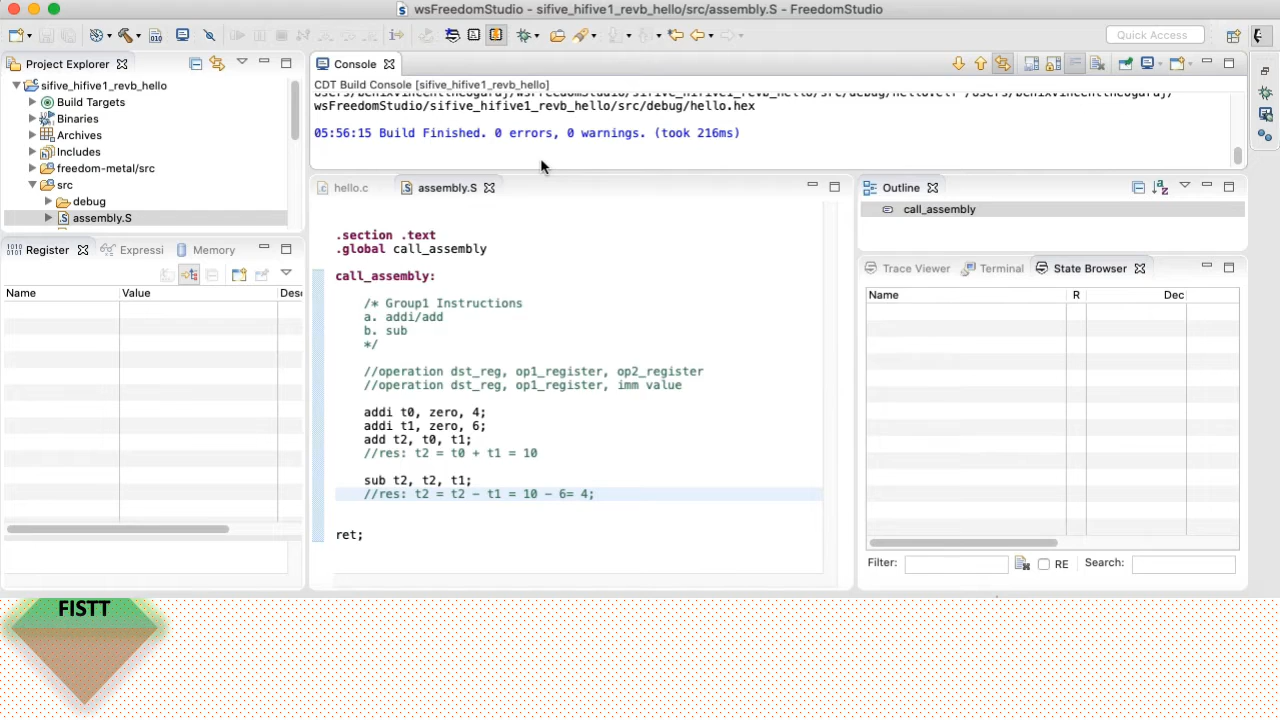 wsFreedomStudio - sifive_hifive1_revb_hello/src/assembly.S - FreedomStudio
Quick Access
Project Explorer
sifive_hifive1_revb_hello
Build Targets
Binaries
Archives
Includes
freedom-metal/src
src
debug
assembly.S
Console
CDT Build Console [sifive_hifive1_revb_hello]
wsFreedomStudio/sifive_hifive1_revb_hello/src/debug/hello.hex
05:56:15 Build Finished. 0 errors, 0 warnings. (took 216ms)
Register
Expressi
Memory
Name
Value
Desc
hello.c
assembly.S
.section .text
.global call_assembly
call_assembly:
/* Group1 Instructions
a. addi/add
b. sub
*/
//operation dst_reg, op1_register, op2_register
//operation dst_reg, op1_register, imm value
addi t0, zero, 4;
addi t1, zero, 6;
add t2, t0, t1;
//res: t2 = t0 + t1 = 10
sub t2, t2, t1;
//res: t2 = t2 - t1 = 10 - 6= 4;
ret;
Outline
call_assembly
Trace Viewer
Terminal
State Browser
Name
R
Dec
Filter:
RE
Search:
FISTT